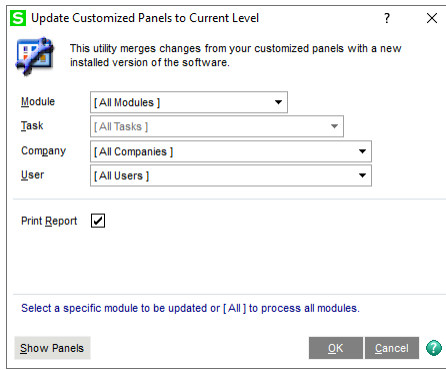 S Update Customized Panels to Current Level ?
This utility merges changes from your customized panels with a new
installed version of the software.
Module [ All Modules ]
Task [ All Tasks ]
Company [ All Companies ]
User [ All Users ]
Print Report
Select a specific module to be updated or [ All ] to process all modules.
Show Panels OK Cancel ?